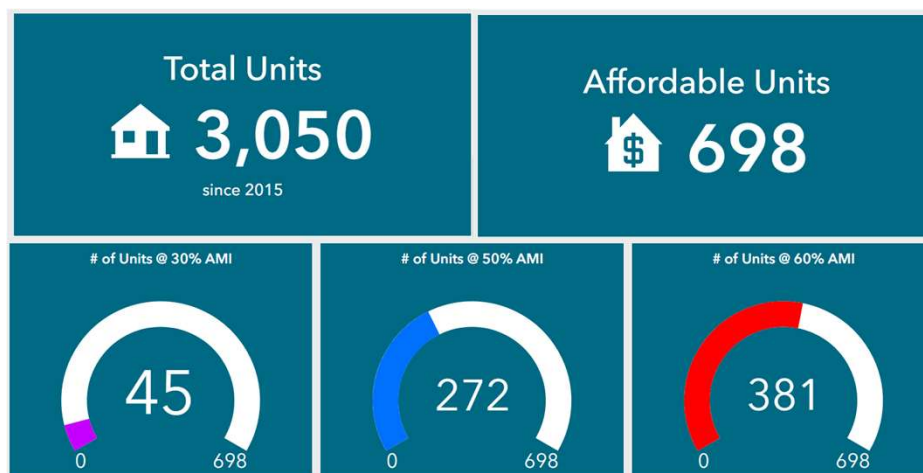 Total Units
3,050
since 2015
Affordable Units
$ 698
# of Units @ 30% AMI
45
0 698
# of Units @ 50% AMI
272
0 698
# of Units @ 60% AMI
381
0 698